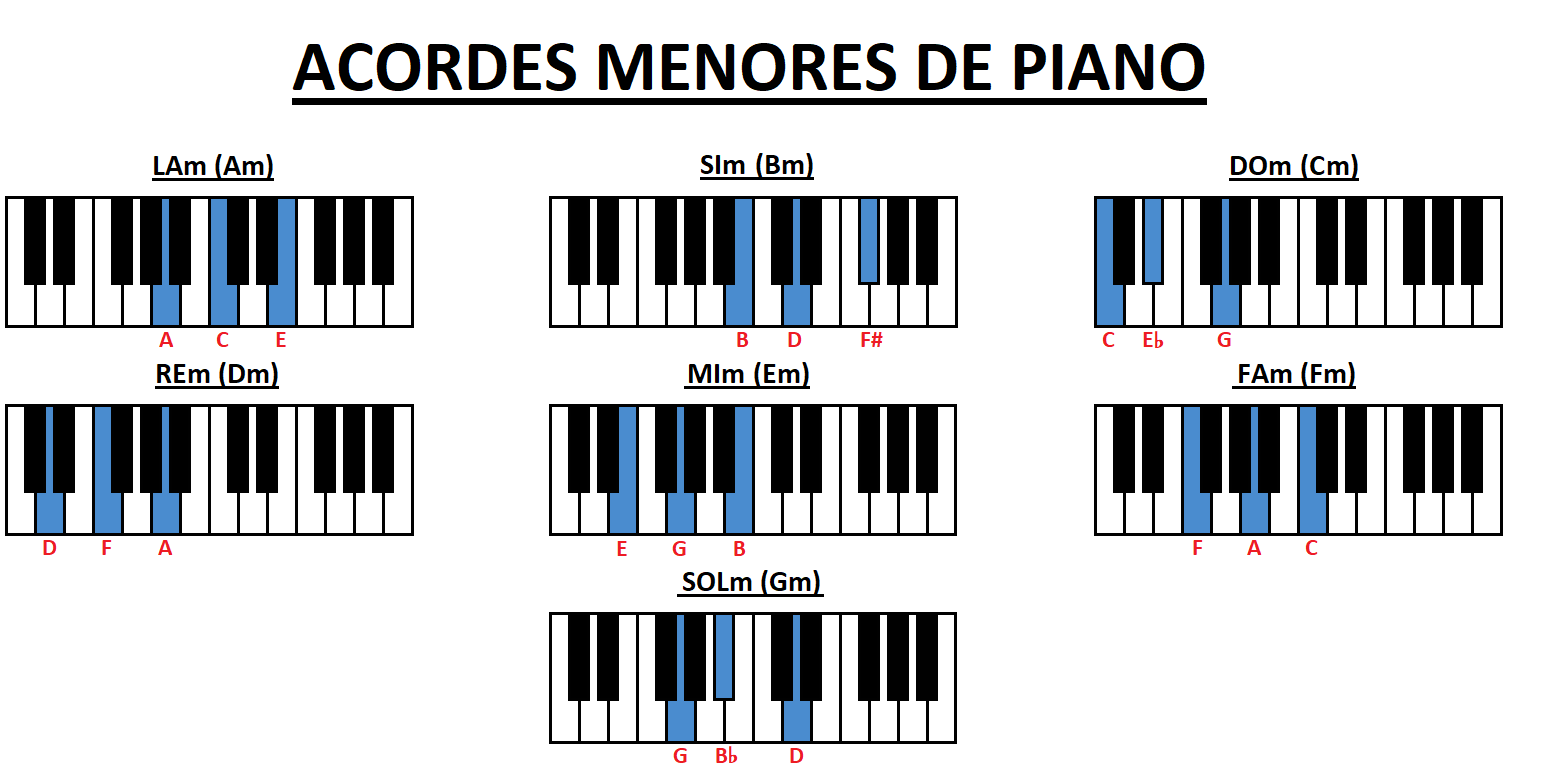 ACORDES MENORES DE PIANO
LAm (Am)
SIm (Bm)
DOm (Cm)
A C E
B D F#
C E♭ G
REm (Dm)
MIm (Em)
FAm (Fm)
D F A
E G B
F A C
SOLm (Gm)
G B♭ D